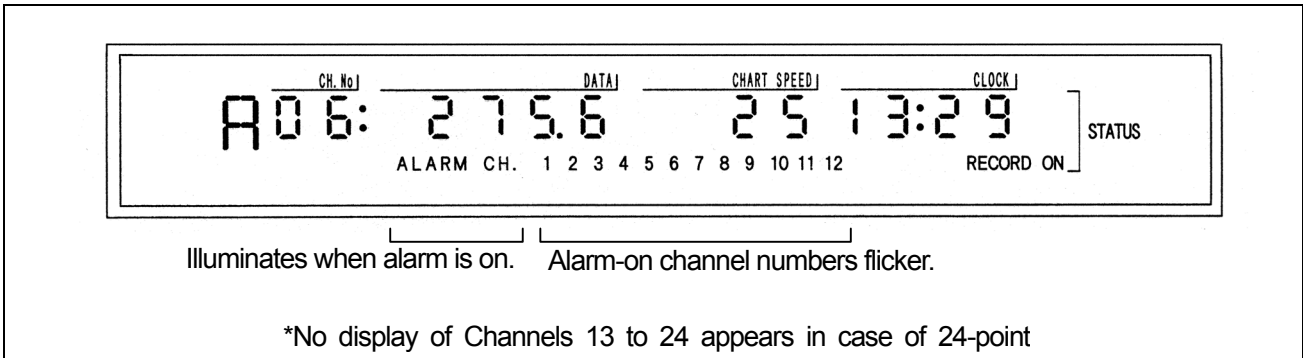 CH. No DATA CHART SPEED CLOCK
A06: 275.6 25 13:29 STATUS
ALARM CH. 1 2 3 4 5 6 7 8 9 10 11 12 RECORD ON
Illuminates when alarm is on. Alarm-on channel numbers flicker.
*No display of Channels 13 to 24 appears in case of 24-point